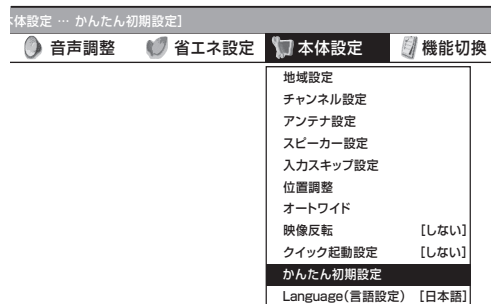 本体設定 … かんたん初期設定]
音声調整 省エネ設定 本体設定 機能切換
地域設定
チャンネル設定
アンテナ設定
スピーカー設定
入力スキップ設定
位置調整
オートワイド
映像反転 [しない]
クイック起動設定 [しない]
かんたん初期設定
Language(言語設定) [日本語]